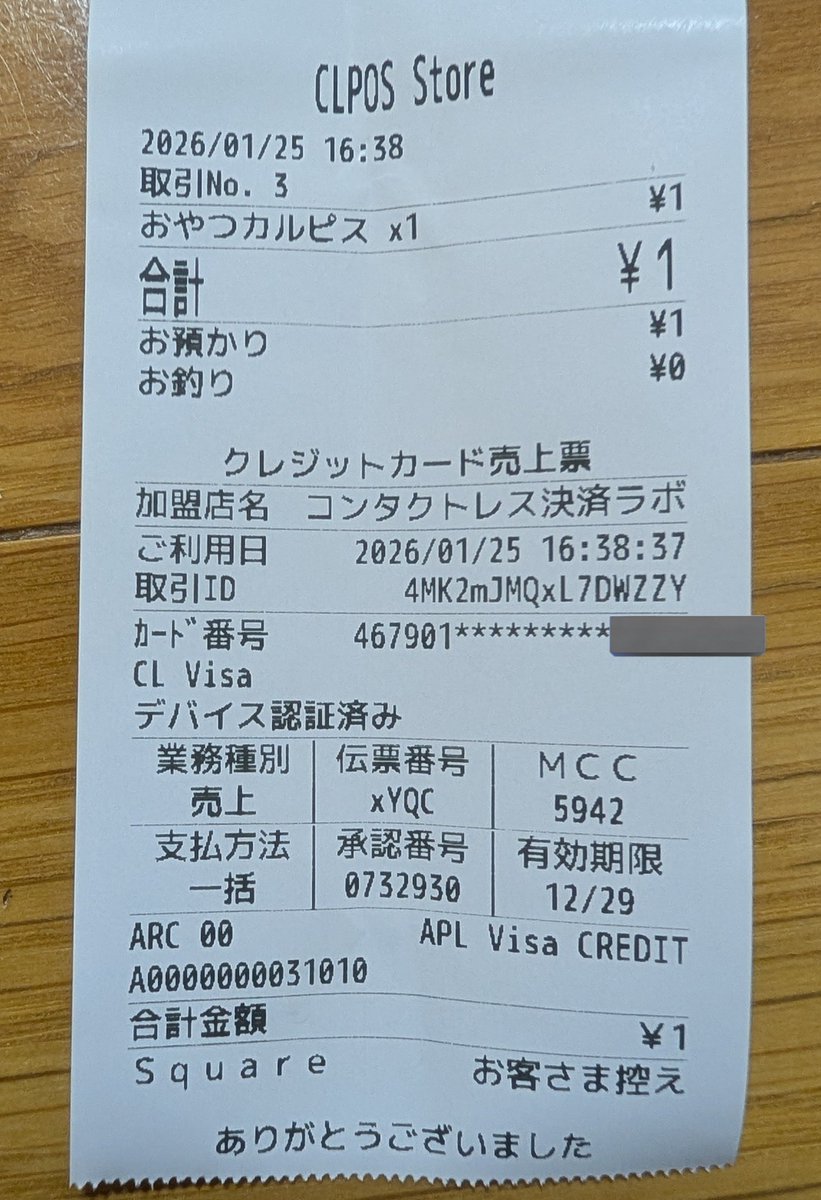 CLPOS Store
2026/01/25 16:38
取引No. 3
おやつカルピス x1 ¥1
合計 ¥1
お預かり ¥1
お釣り ¥0
クレジットカード売上票
加盟店名 コンタクトレス決済ラボ
ご利用日 2026/01/25 16:38:37
取引ID 4MK2mJMQxL7DWZZY
ｶｰﾄﾞ番号 467901*********
CL Visa
デバイス認証済み
業務種別 伝票番号 ＭＣＣ
売上 xYQC 5942
支払方法 承認番号 有効期限
一括 0732930 12/29
ARC 00 APL Visa CREDIT
A0000000031010
合計金額 ¥1
Ｓｑｕａｒｅ お客さま控え
ありがとうございました